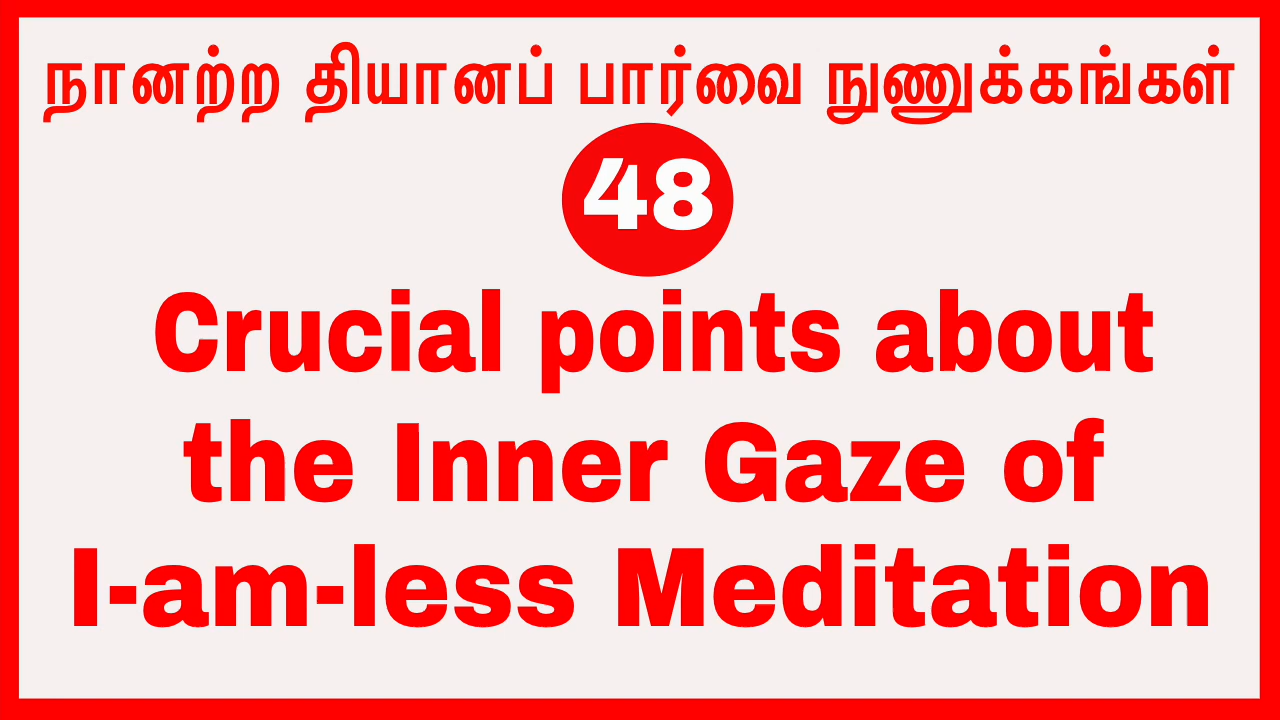 நானற்ற தியானப் பார்வை நுணுக்கங்கள்
48
Crucial points about
the Inner Gaze of
I-am-less Meditation